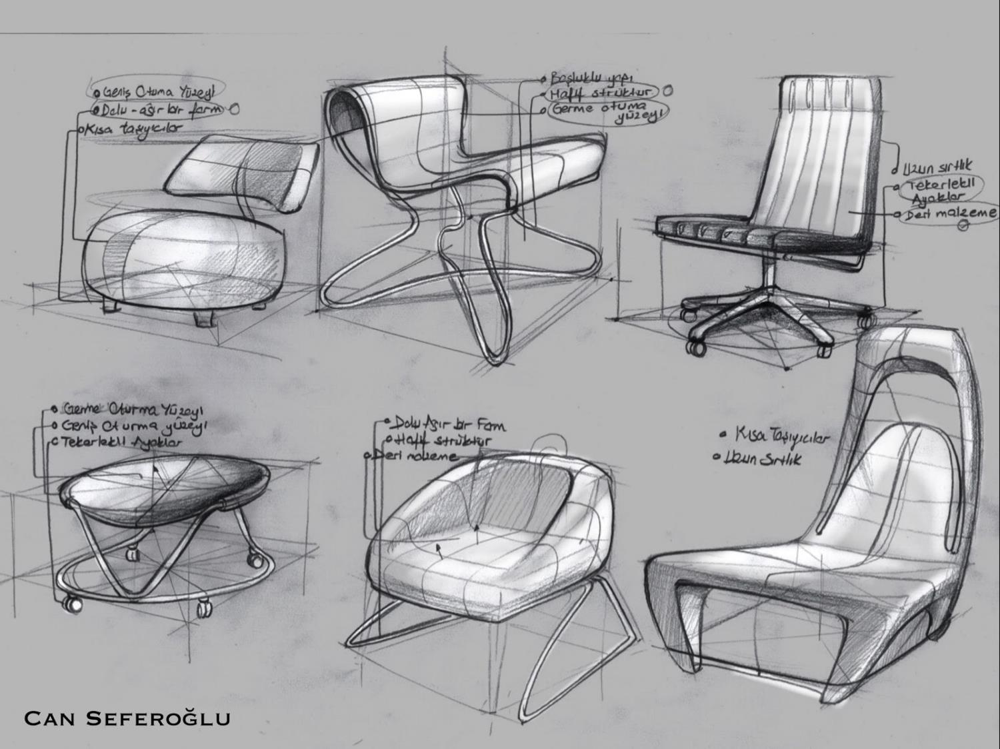 Geniş Otuma Yüzeyi
Dolu - ağır bir form
Kısa taşıyıcılar
Boşluklu yapı
Hafif strüktür
Germe otuma
yüzeyi
Uzun sırtlık
Tekerlekli
Ayaklar
Deri malzeme
Germe Oturma Yüzeyi
Geniş Oturma yüzeyi
Tekerlekli Ayaklar
Dolu Ağır bir Form
Hafif strüktür
Deri malzeme
Kısa Taşıyıcılar
Uzun Sırtlık
CAN SEFEROĞLU